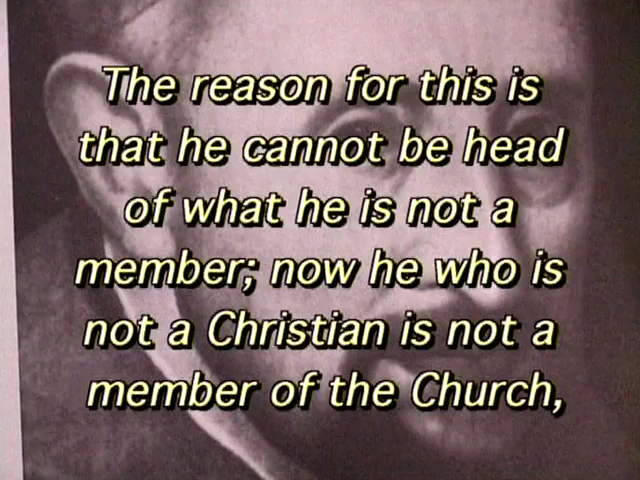 The reason for this is
that he cannot be head
of what he is not a
member; now he who is
not a Christian is not a
member of the Church,